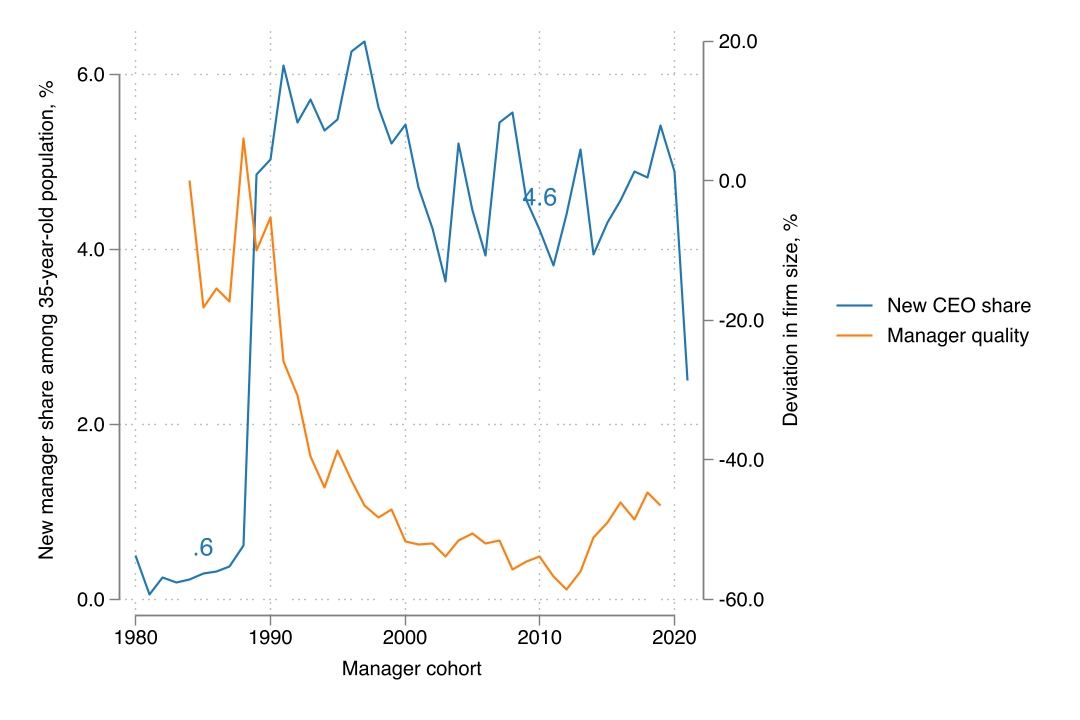 New manager share among 35-year-old population, %
6.0
4.0
2.0
0.0
.6
4.6
20.0
0.0
-20.0
-40.0
-60.0
Deviation in firm size, %
New CEO share
Manager quality
1980 1990 2000 2010 2020
Manager cohort